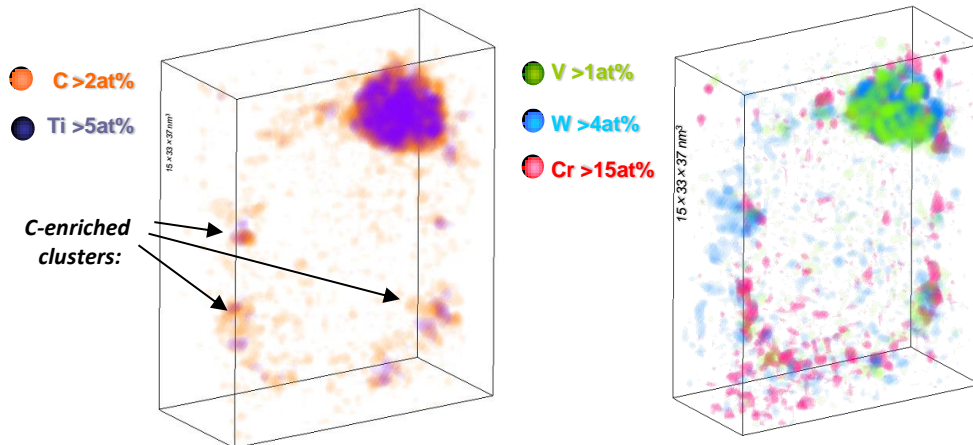 C >2at%
Ti >5at%
15×33×37 nm³
C-enriched
clusters:
V >1at%
W >4at%
Cr >15at%
15×33×37 nm³